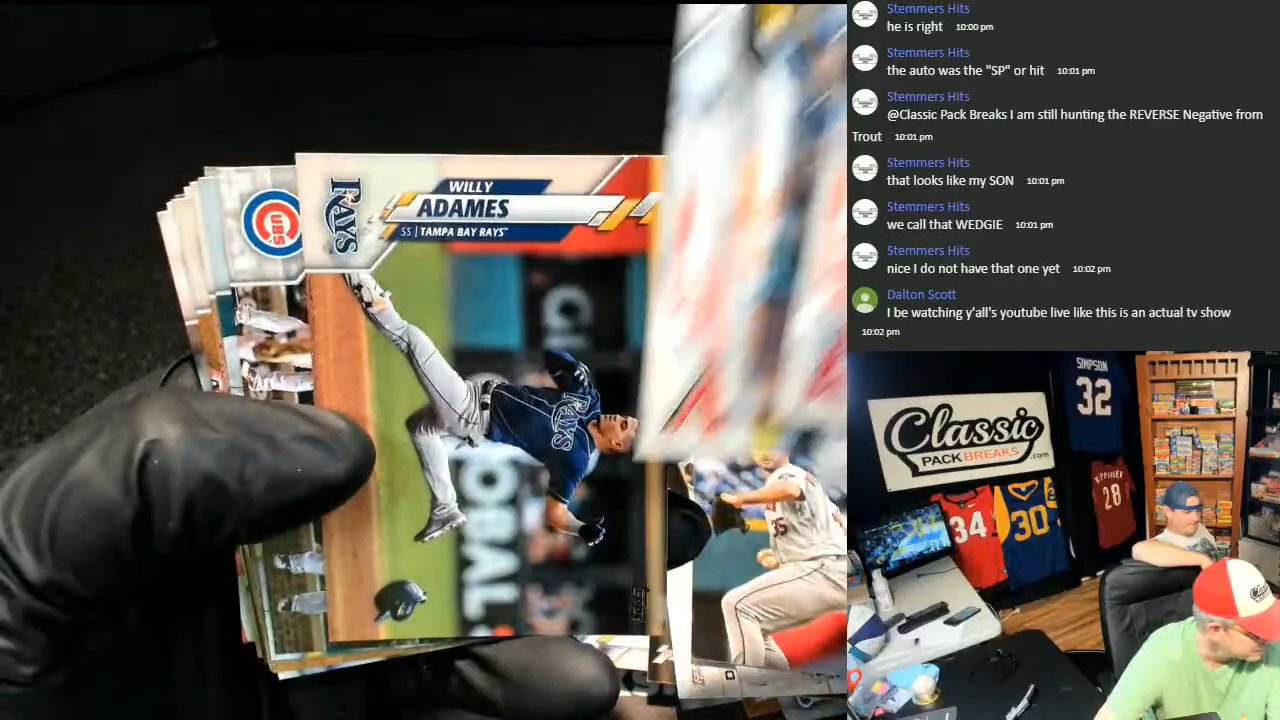 Stemmers Hits
he is right 10:00 pm
Stemmers Hits
the auto was the "SP" or hit 10:01 pm
Stemmers Hits
@Classic Pack Breaks I am still hunting the REVERSE Negative from
Trout 10:01 pm
Stemmers Hits
that looks like my SON 10:01 pm
Stemmers Hits
we call that WEDGIE 10:01 pm
Stemmers Hits
nice I do not have that one yet 10:02 pm
Dalton Scott
I be watching y'all's youtube live like this is an actual tv show
10:02 pm
RAYS
WILLY
ADAMES
SS | TAMPA BAY RAYS™
CUBS
RAYS
OBAL
35
Classic
PACK BREAKS.com
SIMPSON
32
34
30
28